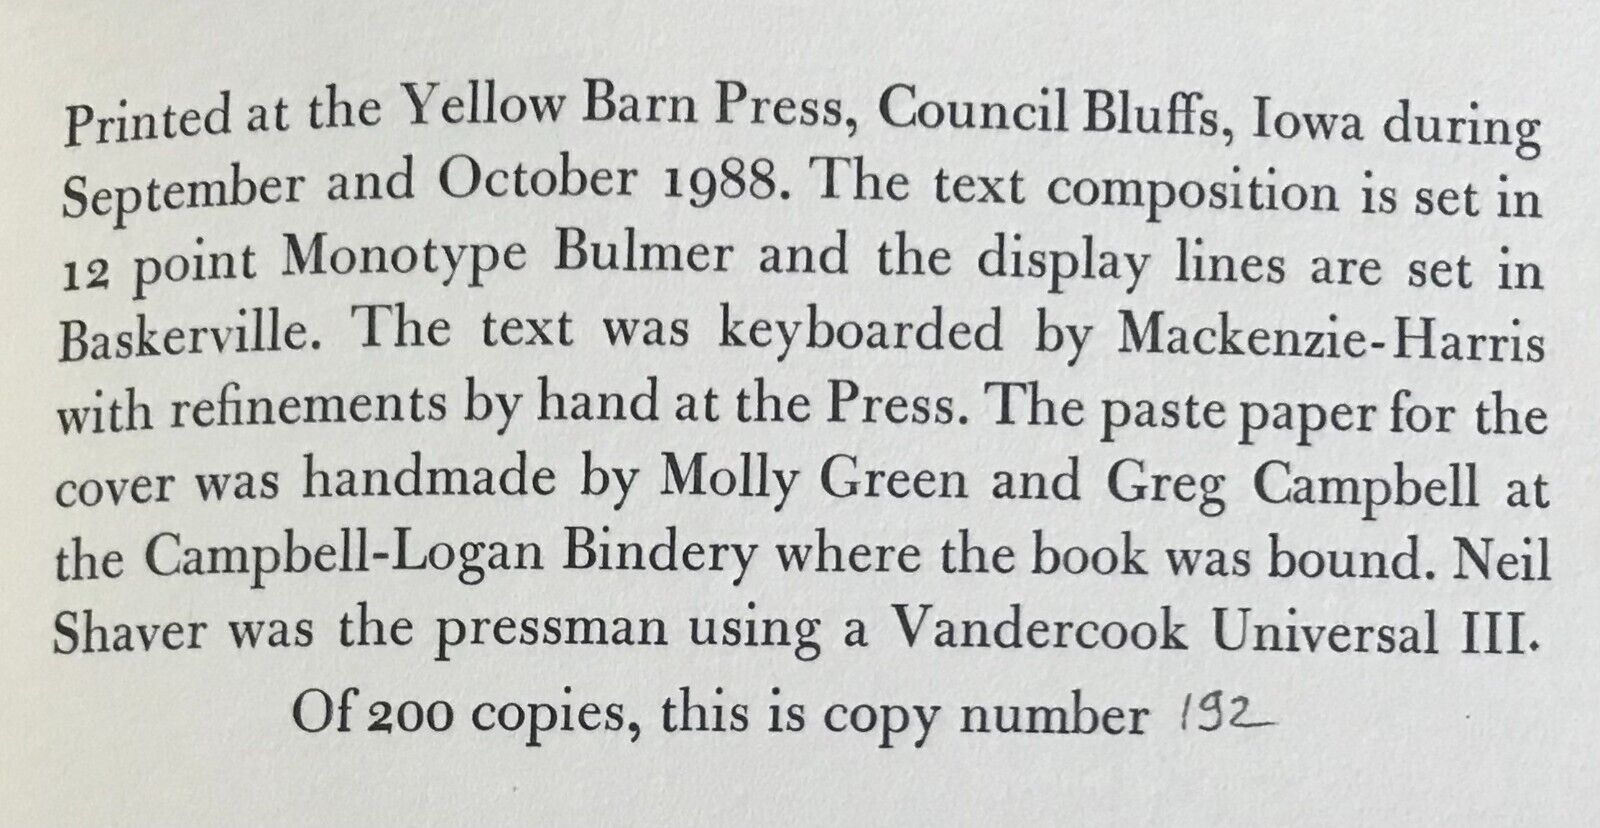 Printed at the Yellow Barn Press, Council Bluffs, Iowa during
September and October 1988. The text composition is set in
12 point Monotype Bulmer and the display lines are set in
Baskerville. The text was keyboarded by Mackenzie-Harris
with refinements by hand at the Press. The paste paper for the
cover was handmade by Molly Green and Greg Campbell at
the Campbell-Logan Bindery where the book was bound. Neil
Shaver was the pressman using a Vandercook Universal III.
Of 200 copies, this is copy number 192